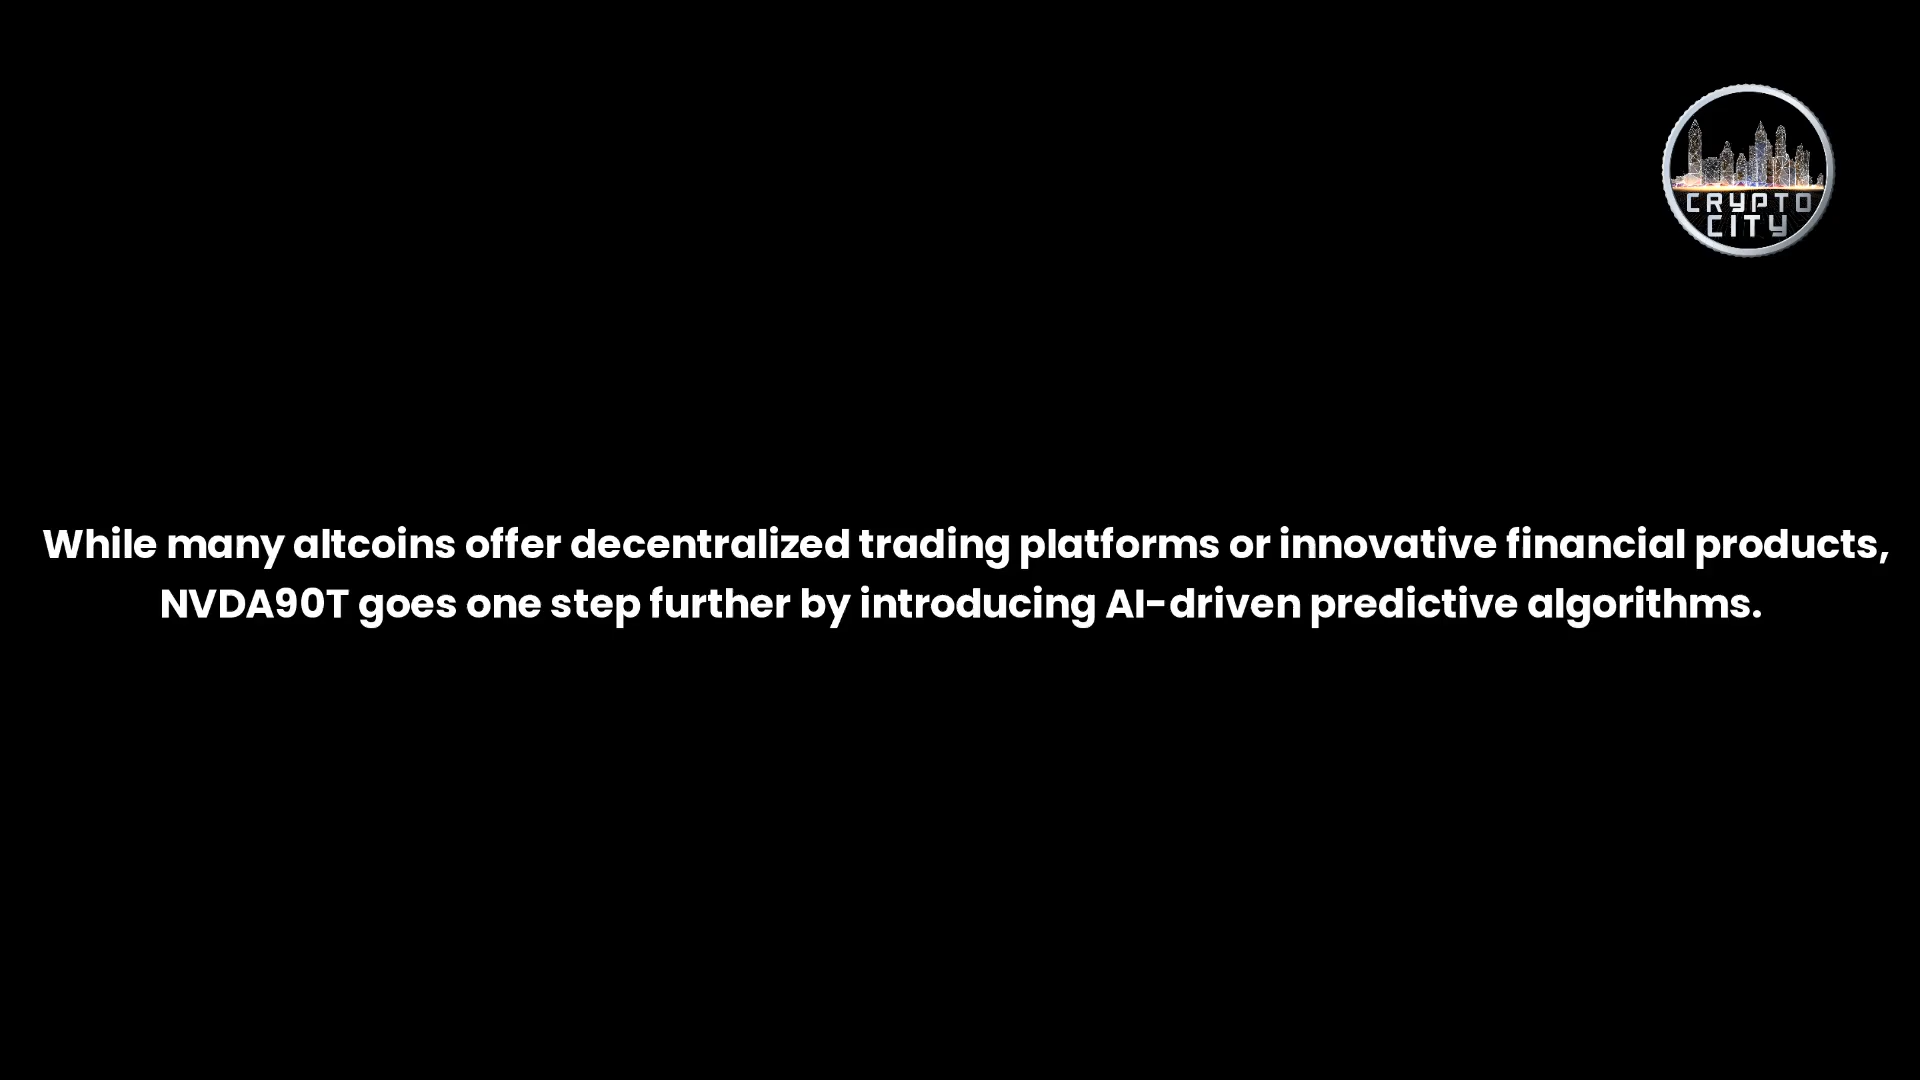 CRYPTO
CITY
While many altcoins offer decentralized trading platforms or innovative financial products,
NVDA90T goes one step further by introducing AI-driven predictive algorithms.